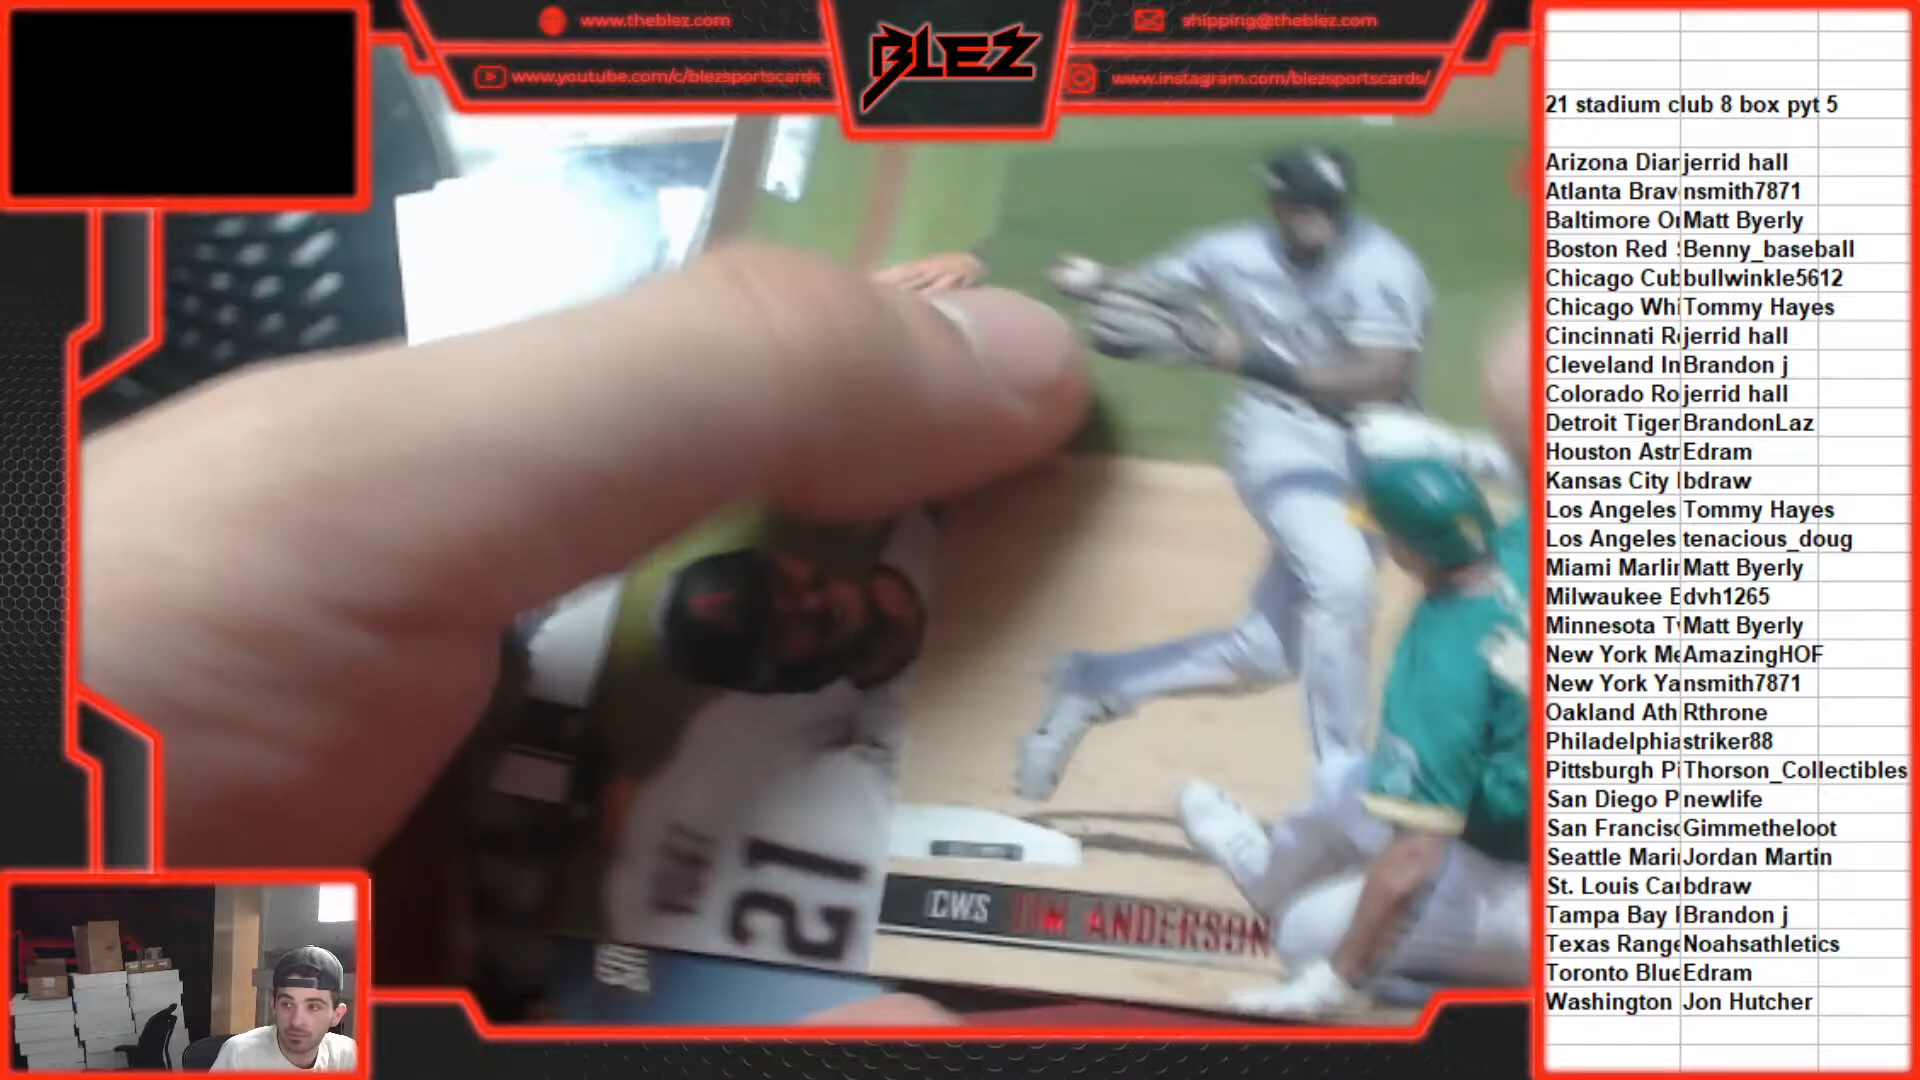 www.theblez.com
www.youtube.com/c/blezsportscards
BLEZ
shipping@theblez.com
www.instagram.com/blezsportscards/
21 stadium club 8 box pyt 5
Arizona Diar jerrid hall
Atlanta Brav nsmith7871
Baltimore Or Matt Byerly
Boston Red Benny_baseball
Chicago Cub bullwinkle5612
Chicago Whi Tommy Hayes
Cincinnati R jerrid hall
Cleveland In Brandon j
Colorado Ro jerrid hall
Detroit Tiger BrandonLaz
Houston Astr Edram
Kansas City bdraw
Los Angeles Tommy Hayes
Los Angeles tenacious_doug
Miami Marlin Matt Byerly
Milwaukee B dvh1265
Minnesota T Matt Byerly
New York Me AmazingHOF
New York Ya nsmith7871
Oakland Ath Rthrone
Philadelphia striker88
Pittsburgh Pi Thorson_Collectibles
San Diego P newlife
San Francisc Gimmetheloot
Seattle Mari Jordan Martin
St. Louis Car bdraw
Tampa Bay Brandon j
Texas Range Noahsathletics
Toronto Blue Edram
Washington Jon Hutcher
21
CWS TIM ANDERSON